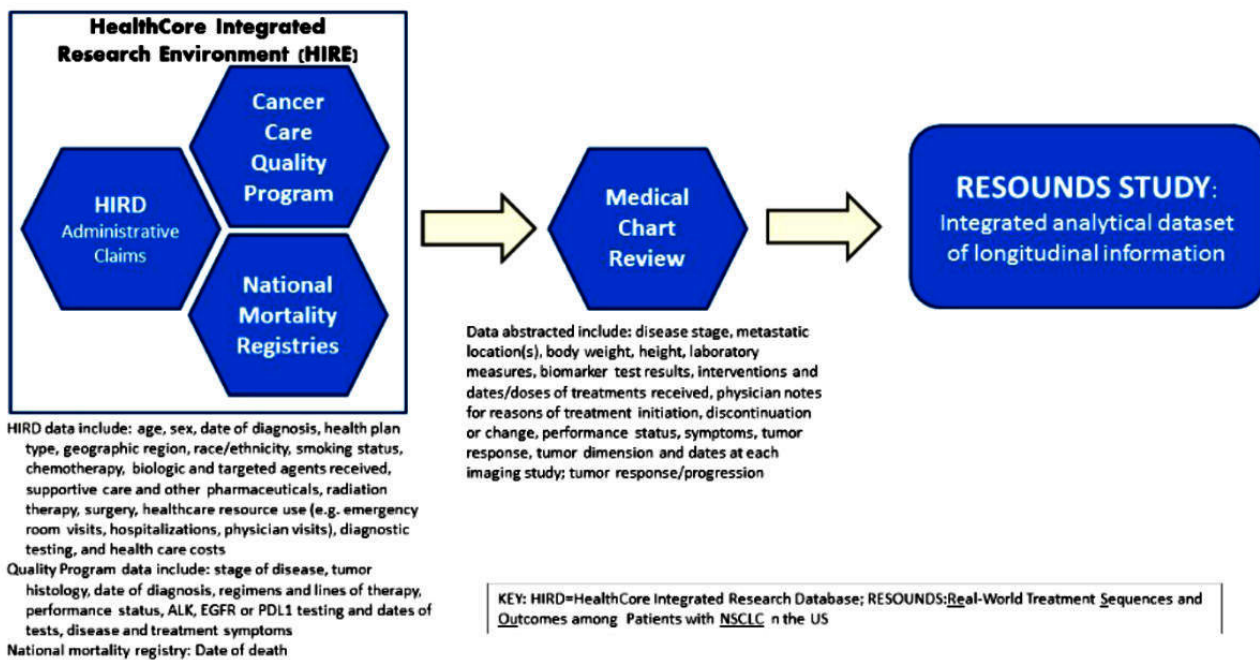 HealthCore Integrated
Research Environment (HIRE)
Cancer
Care
Quality
Program
HIRD
Administrative
Claims
National
Mortality
Registries
Medical
Chart
Review
RESOUNDS STUDY:
Integrated analytical dataset
of longitudinal information
Data abstracted include: disease stage, metastatic
location(s), body weight, height, laboratory
measures, biomarker test results, interventions and
dates/doses of treatments received, physician notes
for reasons of treatment initiation, discontinuation
or change, performance status, symptoms, tumor
response, tumor dimension and dates at each
imaging study; tumor response/progression
HIRD data include: age, sex, date of diagnosis, health plan
type, geographic region, race/ethnicity, smoking status,
chemotherapy, biologic and targeted agents received,
supportive care and other pharmaceuticals, radiation
therapy, surgery, healthcare resource use (e.g. emergency
room visits, hospitalizations, physician visits), diagnostic
testing, and health care costs
Quality Program data include: stage of disease, tumor
histology, date of diagnosis, regimens and lines of therapy,
performance status, ALK, EGFR or PDL1 testing and dates of
tests, disease and treatment symptoms
National mortality registry: Date of death
KEY: HIRD=HealthCore Integrated Research Database; RESOUNDS:Real-World Treatment Sequences and
Outcomes among Patients with NSCLC n the US